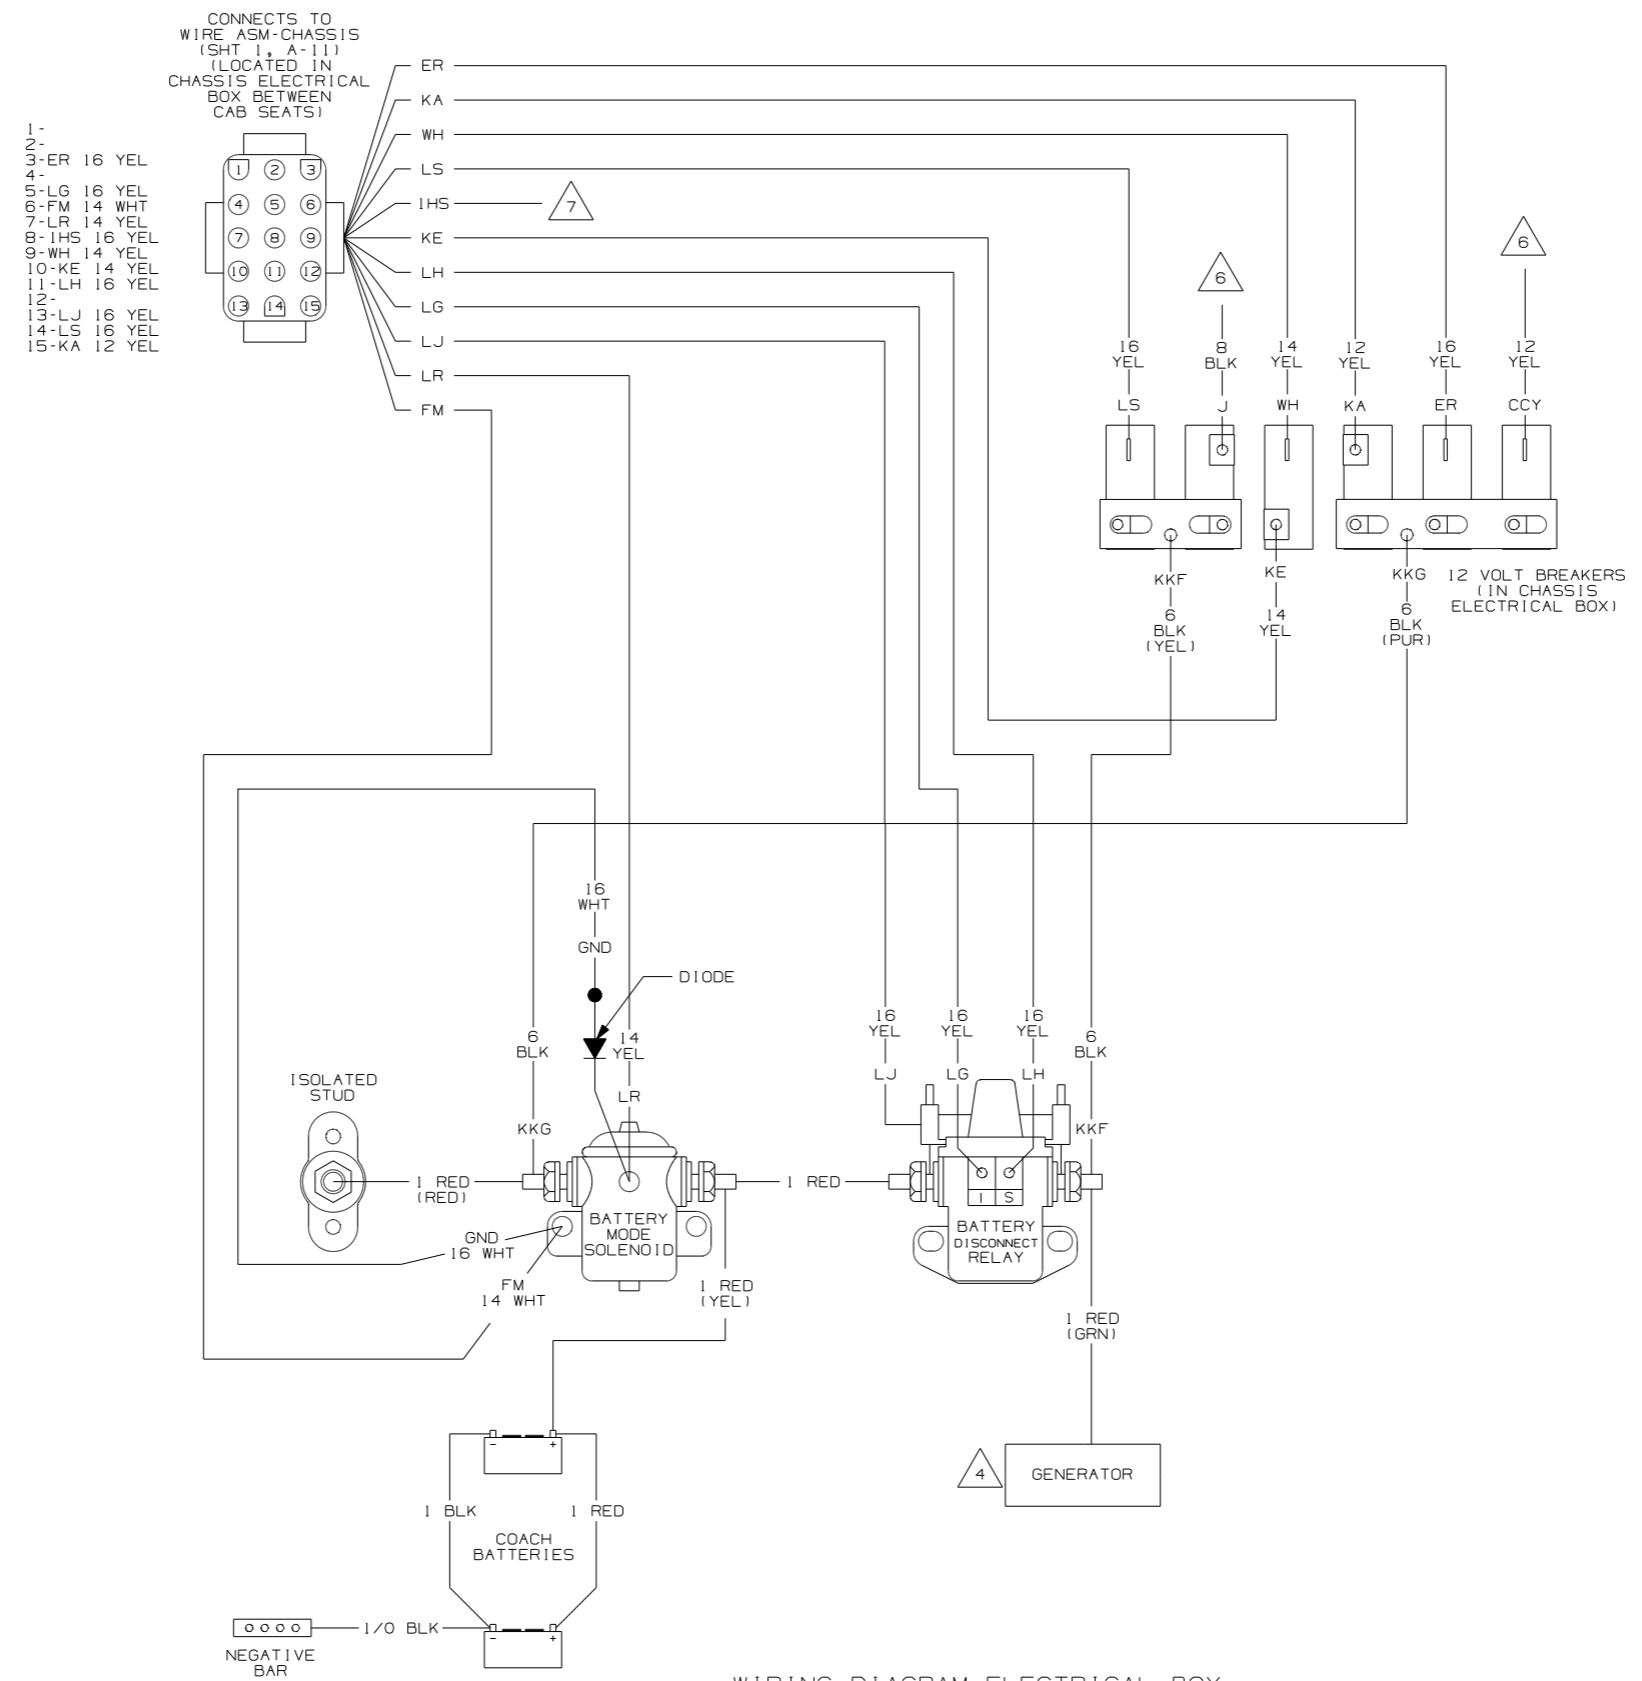 CONNECTS TO
WIRE ASM-CHASSIS
(SHT 1, A-11)
(LOCATED IN
CHASSIS ELECTRICAL
BOX BETWEEN
CAB SEATS)
1-
2-
3-ER 16 YEL
4-
5-LG 16 YEL
6-FM 14 WHT
7-LR 14 YEL
8-1HS 16 YEL
9-WH 14 YEL
10-KE 14 YEL
11-LH 16 YEL
12-
13-LJ 16 YEL
14-LS 16 YEL
15-KA 12 YEL
1 2 3
4 5 6
7 8 9
10 11 12
13 14 15
ER
KA
WH
LS
1HS
7
KE
LH
LG
LJ
LR
FM
6
6
16
YEL
LS
8
BLK
J
14
YEL
WH
12
YEL
KA
16
YEL
ER
12
YEL
CCY
KKF
6
BLK
(YEL)
KE
14
YEL
KKG
6
BLK
(PUR)
12 VOLT BREAKERS
(IN CHASSIS
ELECTRICAL BOX)
16
WHT
GND
DIODE
6
BLK
KKG
14
YEL
LR
16
YEL
LJ
16
YEL
LG
16
YEL
LH
6
BLK
KKF
ISOLATED
STUD
1 RED
(RED)
1 RED
I S
BATTERY
MODE
SOLENOID
BATTERY
DISCONNECT
RELAY
GND
16 WHT
FM
14 WHT
1 RED
(YEL)
1 RED
(GRN)
4
GENERATOR
- +
1 BLK
1 RED
COACH
BATTERIES
1/0 BLK
- +
NEGATIVE
BAR
WIRING DIAGRAM-ELECTRICAL BOX